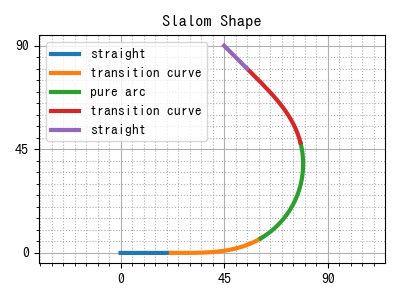 Slalom Shape
90
45
0
straight
transition curve
pure arc
transition curve
straight
0
45
90